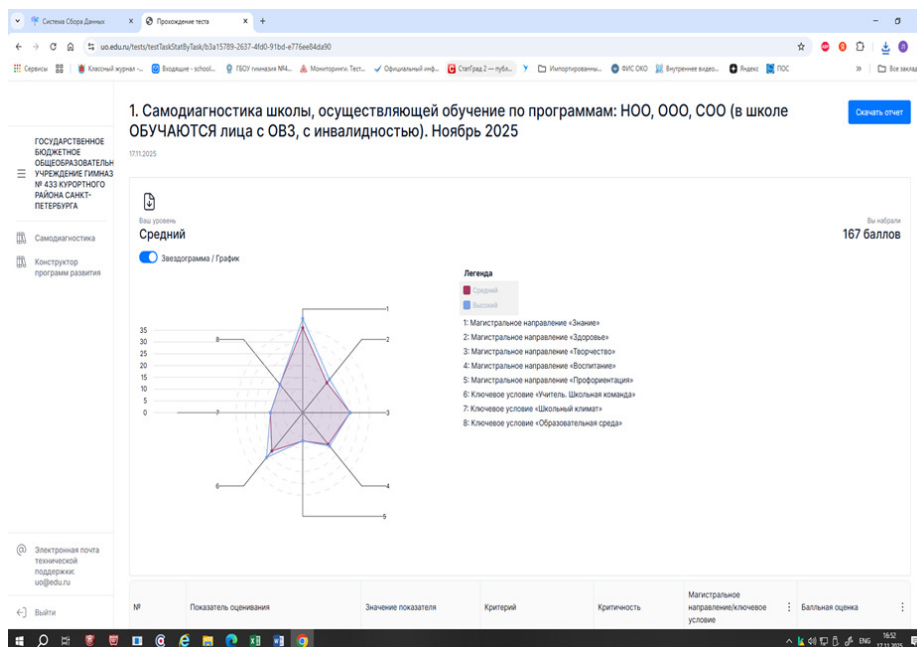 Система Сбора Данных
Прохождение теста
uo.edu.ru/tests/testTaskStatByTask/b3a15789-2637-4fd0-91bd-e776ee84da90
Сервисы
Классный журнал -...
Входящие - school...
ГБОУ гимназия №4...
Мониторинги. Тест...
Официальный инф...
СтатГрад 2 — публ...
Импортированны...
ФИС ОКО
Внутреннее видео...
Яндекс
ПОС
»
Все заклад
ГОСУДАРСТВЕННОЕ
БЮДЖЕТНОЕ
ОБЩЕОБРАЗОВАТЕЛЬН
УЧРЕЖДЕНИЕ ГИМНАЗ
№ 433 КУРОРТНОГО
РАЙОНА САНКТ-
ПЕТЕРБУРГА
Самодиагностика
Конструктор
программ развития
Электронная почта
технической
поддержки:
uo@edu.ru
Выйти
1. Самодиагностика школы, осуществляющей обучение по программам: НОО, ООО, СОО (в школе
ОБУЧАЮТСЯ лица с ОВЗ, с инвалидностью). Ноябрь 2025
17.11.2025
Скачать отчет
Ваш уровень
Средний
Вы набрали
167 баллов
Звездограмма / График
35
30
25
20
15
10
5
0
1
2
3
4
5
6
7
8
Легенда
Средний
Высокий
1: Магистральное направление «Знание»
2: Магистральное направление «Здоровье»
3: Магистральное направление «Творчество»
4: Магистральное направление «Воспитание»
5: Магистральное направление «Профориентация»
6: Ключевое условие «Учитель. Школьная команда»
7: Ключевое условие «Школьный климат»
8: Ключевое условие «Образовательная среда»
№
Показатель оценивания
Значение показателя
Критерий
Критичность
Магистральное
направление/ключевое
условие
Балльная оценка
ENG
16:52
17.11.2025